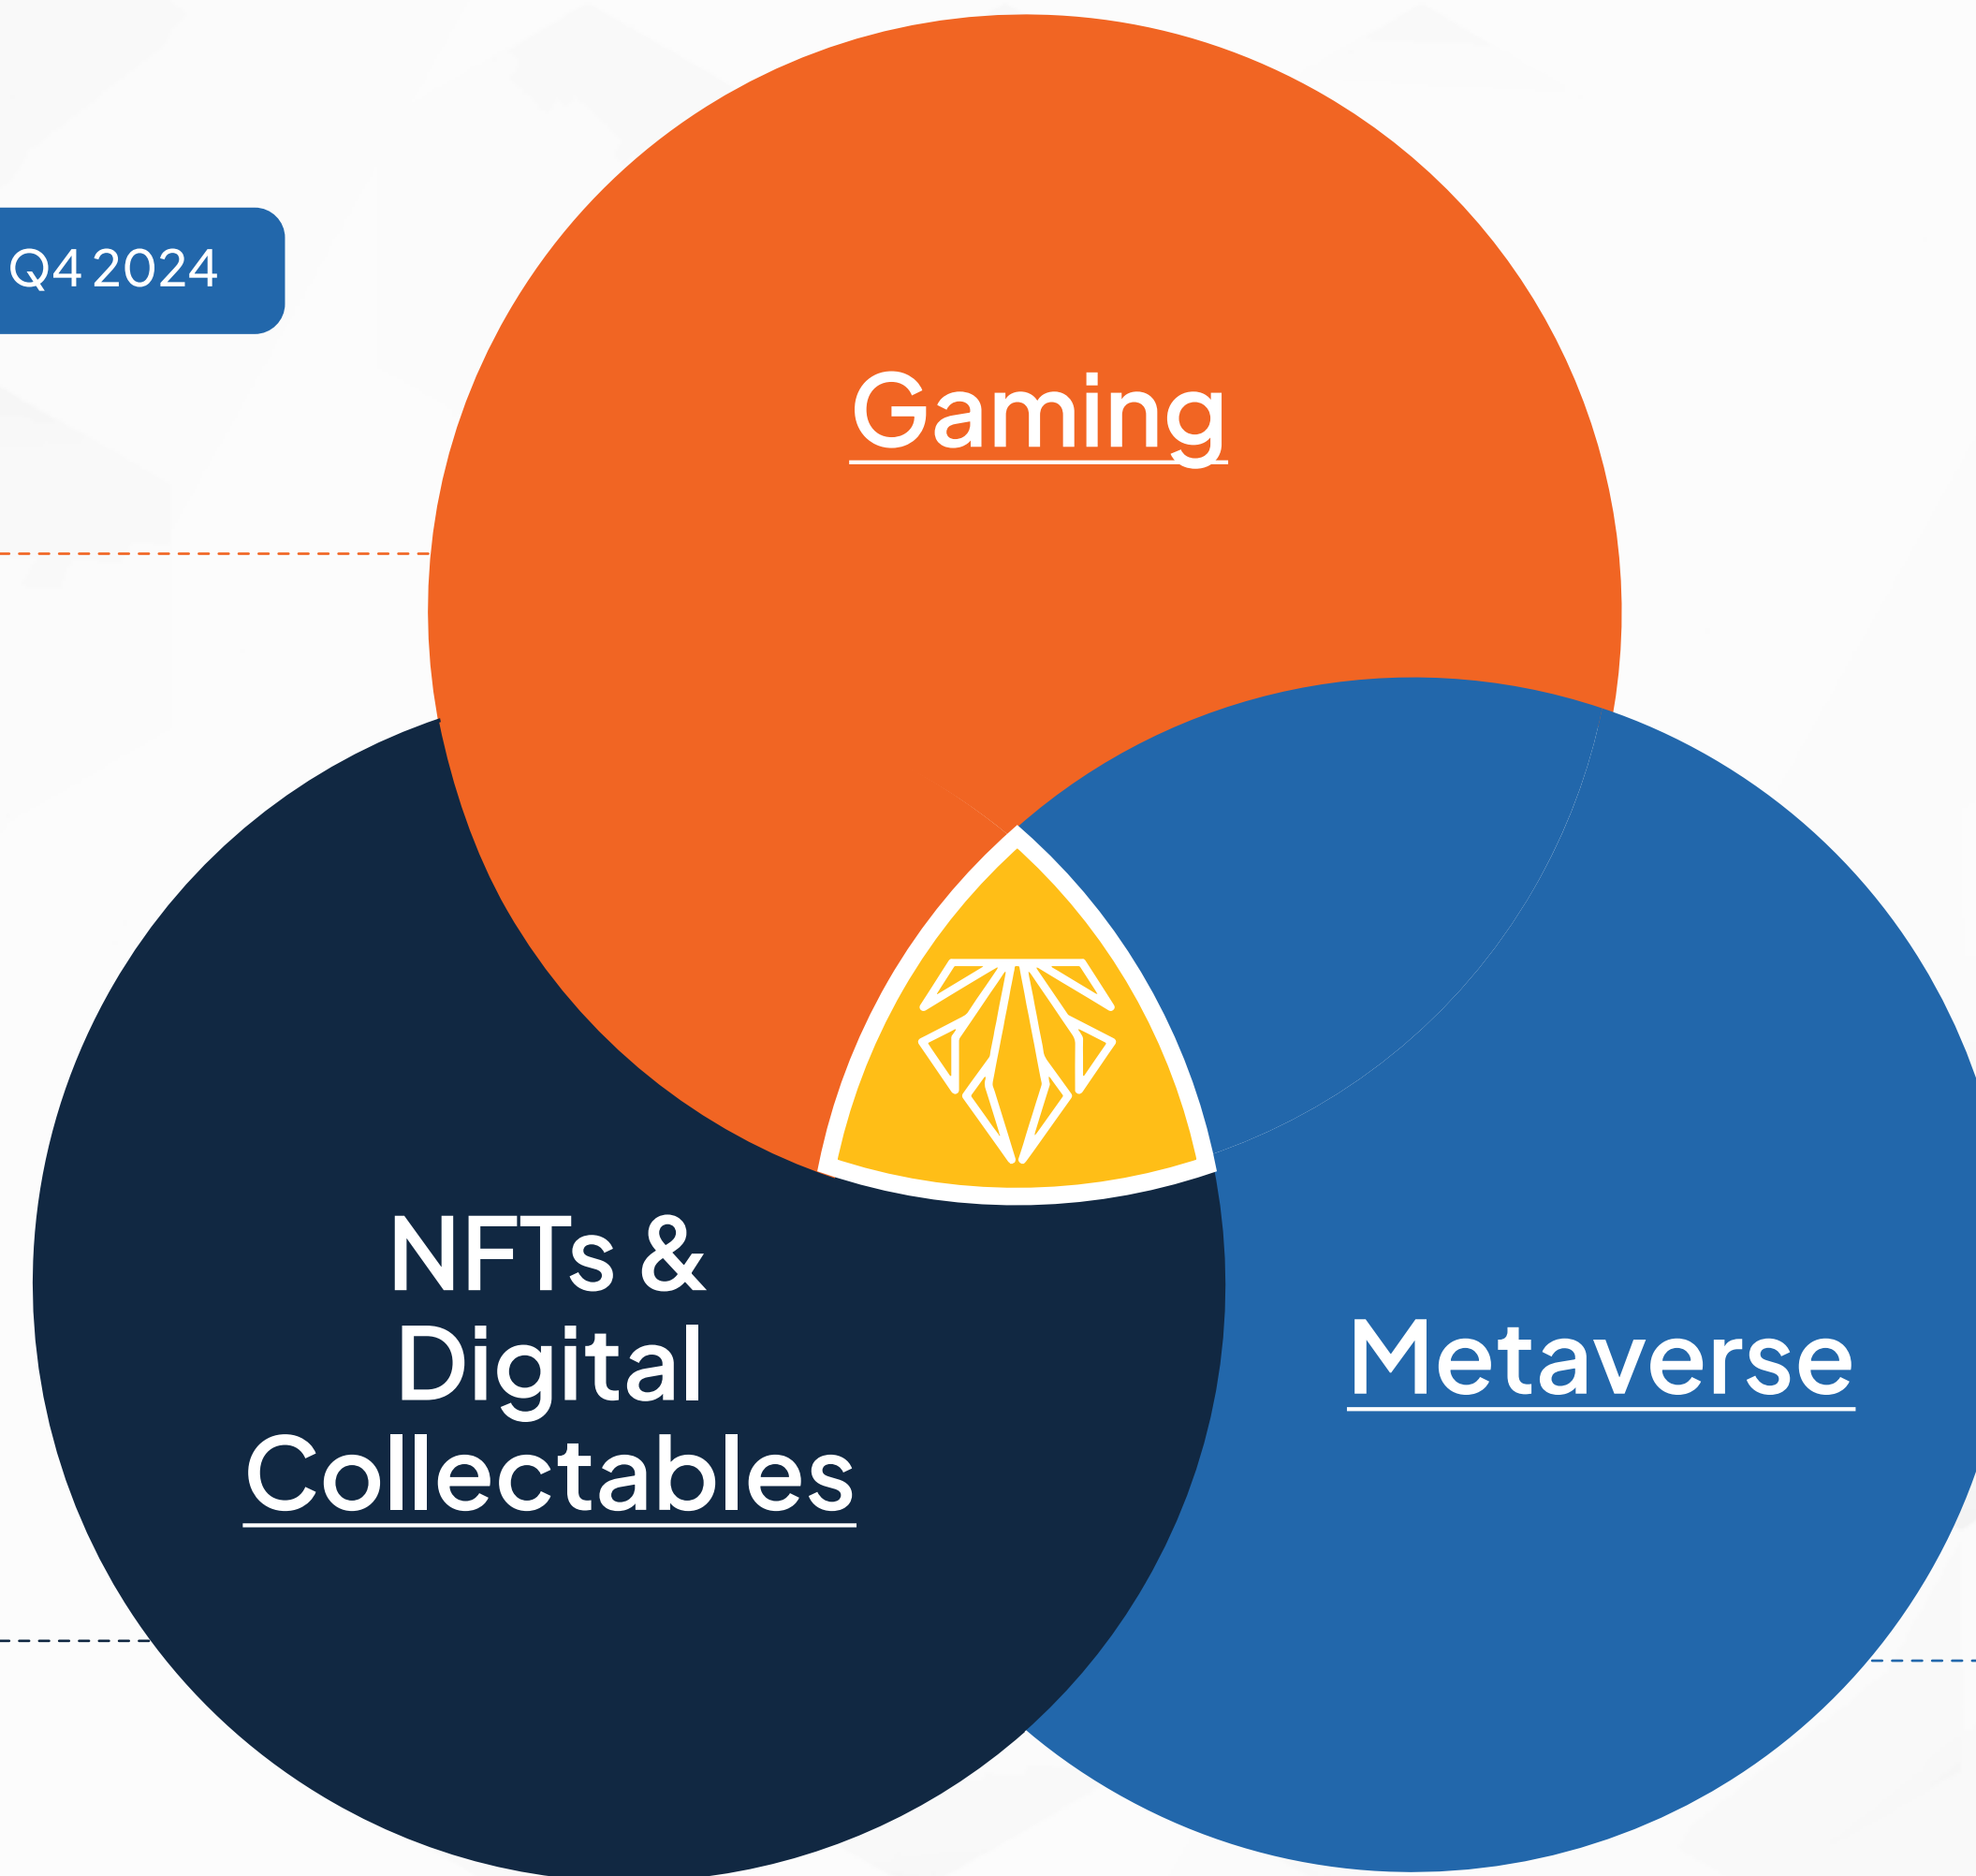 Q4 2024
Gaming
NFTs &
Digital
Collectables
Metaverse